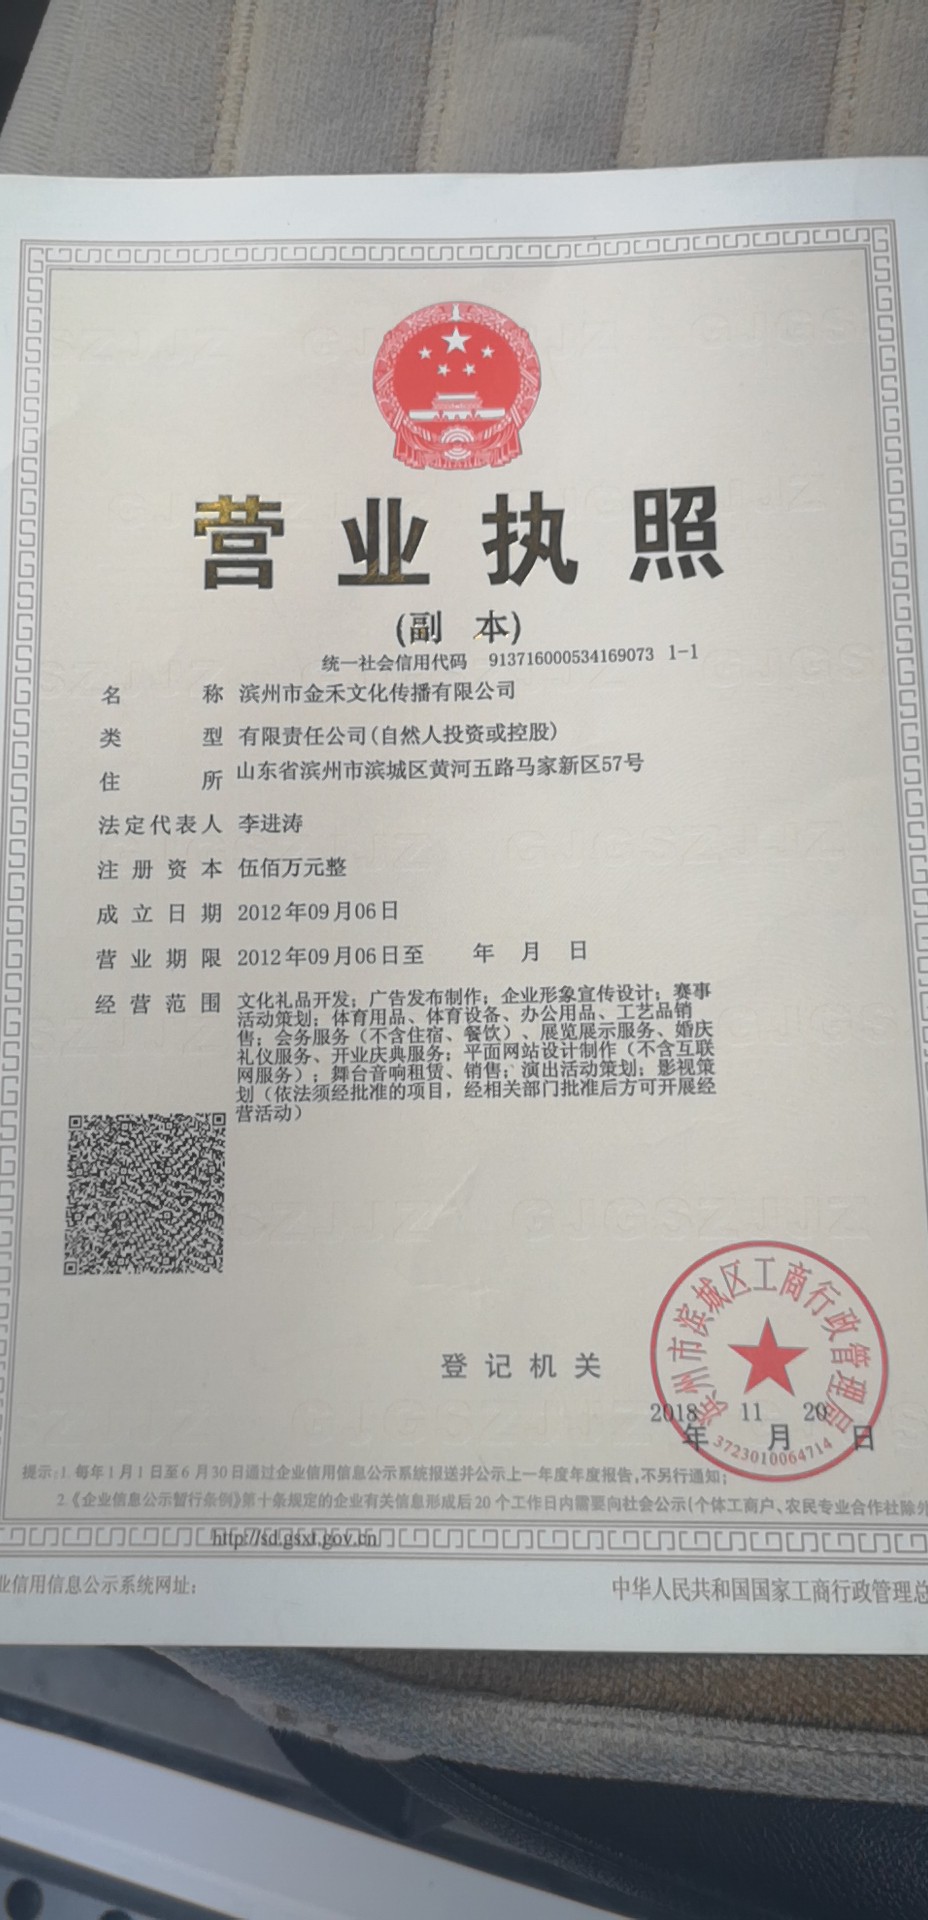 营业执照
(副 本)
统一社会信用代码 913716000534169073 1-1
名称 滨州市金禾文化传播有限公司
类型 有限责任公司(自然人投资或控股)
住所 山东省滨州市滨城区黄河五路马家新区57号
法定代表人 李进涛
注册资本 伍佰万元整
成立日期 2012年09月06日
营业期限 2012年09月06日至 年 月 日
经营范围 文化礼品开发；广告发布制作；企业形象宣传设计；赛事
活动策划；体育用品、体育设备、办公用品、工艺品销
售；会务服务（不含住宿、餐饮）、展览展示服务、婚庆
礼仪服务、开业庆典服务；平面网站设计制作（不含互联
网服务）；舞台音响租赁、销售；演出活动策划；影视策
划（依法须经批准的项目，经相关部门批准后方可开展经
营活动）
滨州市滨城区工商行政管理局
登记机关
2018年11月20日
3723010064714
提示:1.每年1月1日至6月30日通过企业信用信息公示系统报送并公示上一年度年度报告,不另行通知;
2.《企业信息公示暂行条例》第十条规定的企业有关信息形成后20个工作日内需要向社会公示(个体工商户、农民专业合作社除外
http://sd.gsxt.gov.cn
业信用信息公示系统网址:
中华人民共和国国家工商行政管理总